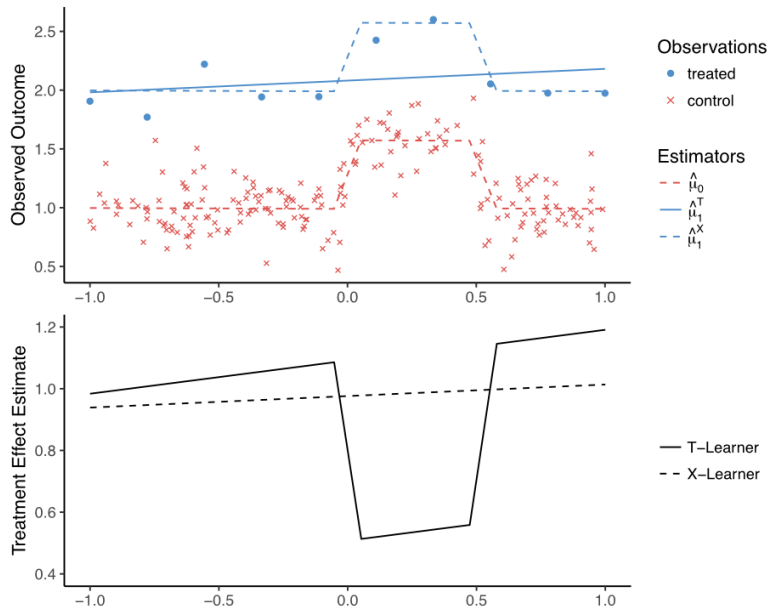 Observed Outcome
2.5
2.0
1.5
1.0
0.5
−1.0 −0.5 0.0 0.5 1.0
Observations
treated
control
Estimators
μ̂₀
μ̂₁ᵀ
μ̂₁ˣ
Treatment Effect Estimate
1.2
1.0
0.8
0.6
0.4
−1.0 −0.5 0.0 0.5 1.0
T−Learner
X−Learner